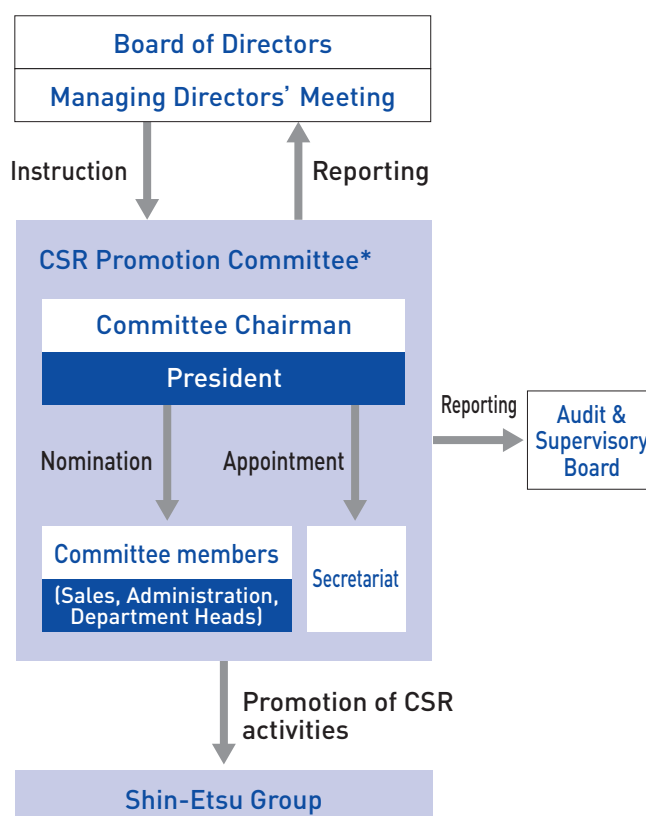 Board of Directors
Managing Directors’ Meeting
Instruction
Reporting
CSR Promotion Committee*
Committee Chairman
President
Reporting
Audit &
Supervisory
Board
Nomination
Appointment
Committee members
(Sales, Administration,
Department Heads)
Secretariat
Promotion of CSR
activities
Shin-Etsu Group